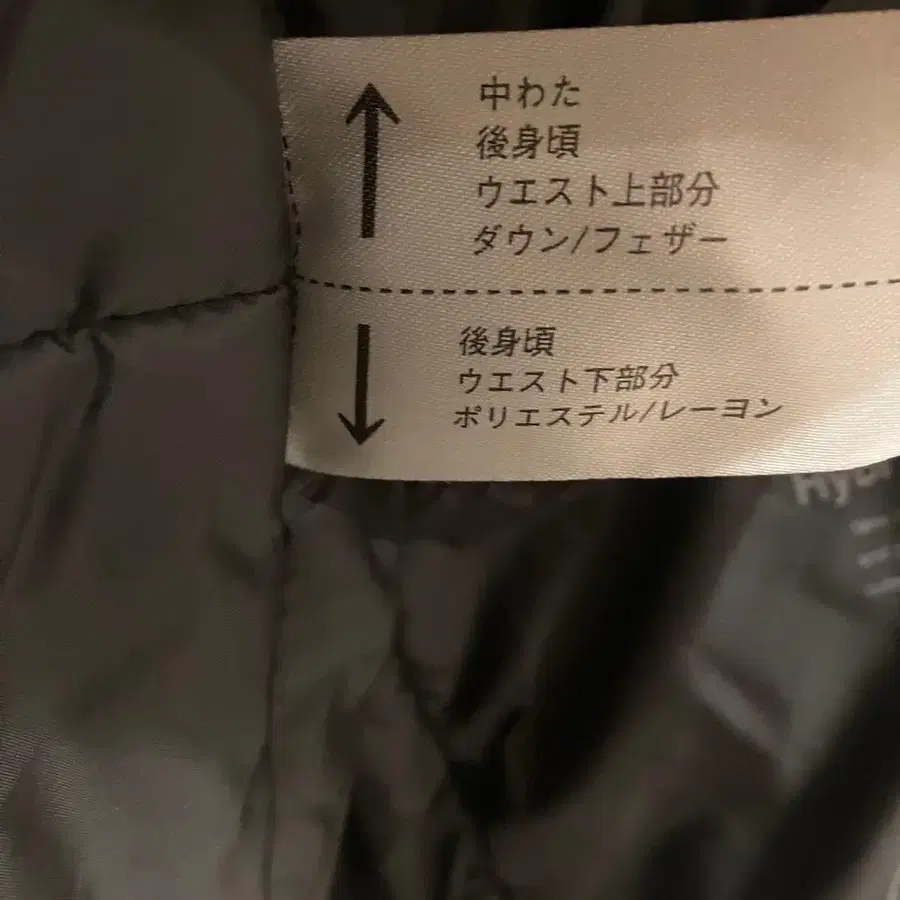 中わた
後身頃
ウエスト上部分
ダウン/フェザー
後身頃
ウエスト下部分
ポリエステル/レーヨン